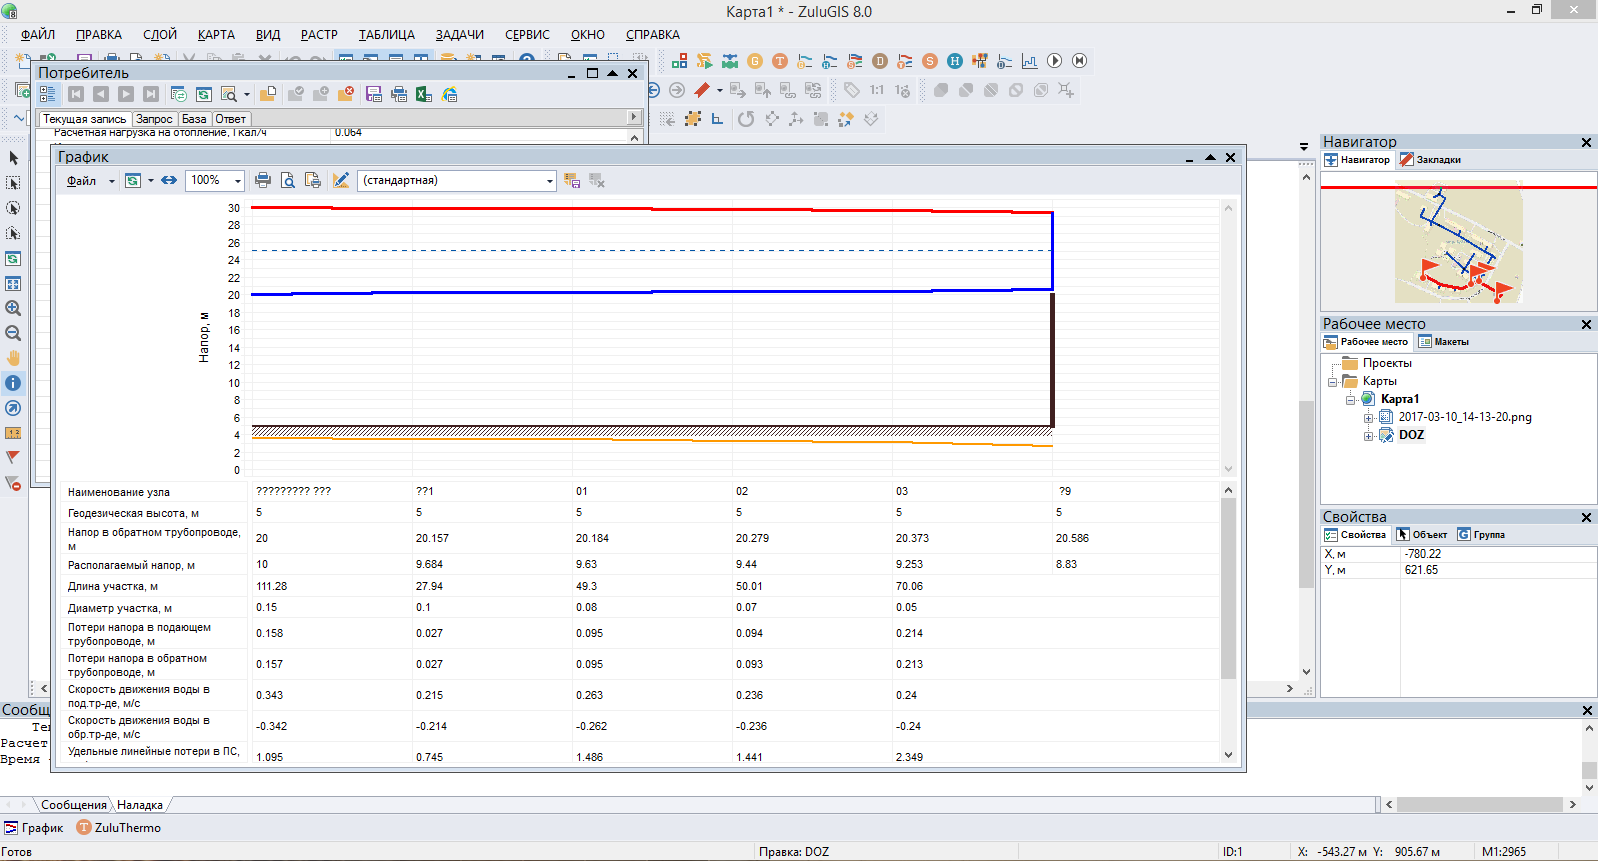 Карта1 * - ZuluGIS 8.0
ФАЙЛ ПРАВКА СЛОЙ КАРТА ВИД РАСТР ТАБЛИЦА ЗАДАЧИ СЕРВИС ОКНО СПРАВКА
Потребитель
Текущая запись Запрос База Ответ
Расчетная нагрузка на отопление, Гкал/ч 0.064
График
Файл 100% (стандартная)
Напор, м
30
28
26
24
22
20
18
16
14
12
10
8
6
4
2
0
Наименование узла ????????? ??? ??1 01 02 03 ?9
Геодезическая высота, м 5 5 5 5 5 5
Напор в обратном трубопроводе, м 20 20.157 20.184 20.279 20.373 20.586
Располагаемый напор, м 10 9.684 9.63 9.44 9.253 8.83
Длина участка, м 111.28 27.94 49.3 50.01 70.06
Диаметр участка, м 0.15 0.1 0.08 0.07 0.05
Потери напора в подающем трубопроводе, м 0.158 0.027 0.095 0.094 0.214
Потери напора в обратном трубопроводе, м 0.157 0.027 0.095 0.093 0.213
Скорость движения воды в под.тр-де, м/с 0.343 0.215 0.263 0.236 0.24
Скорость движения воды в обр.тр-де, м/с -0.342 -0.214 -0.262 -0.236 -0.24
Удельные линейные потери в ПС, 1.095 0.745 1.486 1.441 2.349
Навигатор
Навигатор Закладки
Рабочее место
Рабочее место Макеты
Проекты
Карты
Карта1
2017-03-10_14-13-20.png
DOZ
Свойства
Свойства Объект Группа
X, м -780.22
Y, м 621.65
Сообщ
Те
Расчет
Время
Сообщения Наладка
График ZuluThermo
Готово Правка: DOZ ID:1 X: -543.27 м Y: 905.67 м М1:2965